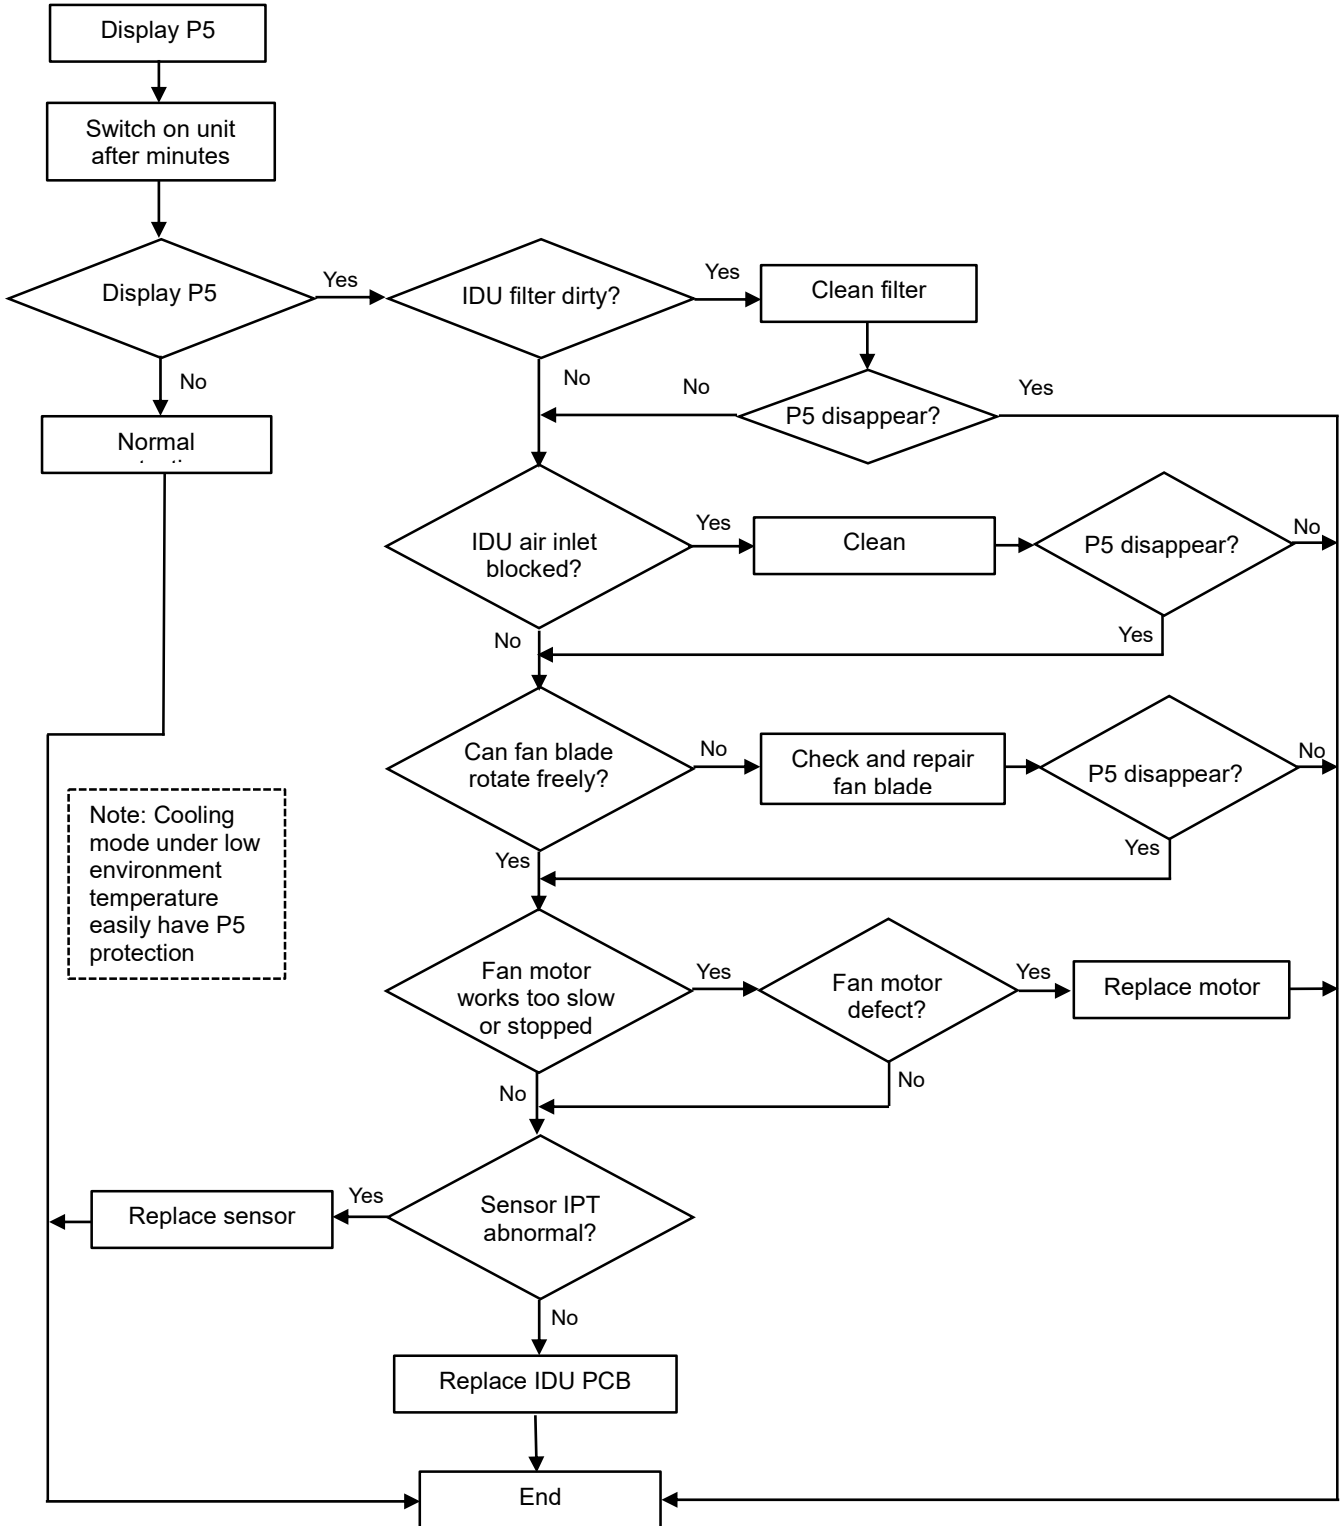 Display P5
Switch on unit
after minutes
Display P5
Yes
IDU filter dirty?
Yes
Clean filter
No
No
No
P5 disappear?
Yes
Normal
IDU air inlet
blocked?
Yes
Clean
P5 disappear?
No
No
Yes
Can fan blade
rotate freely?
No
Check and repair
fan blade
P5 disappear?
No
Yes
Yes
Note: Cooling
mode under low
environment
temperature
easily have P5
protection
Fan motor
works too slow
or stopped
Yes
Fan motor
defect?
Yes
Replace motor
No
No
Sensor IPT
abnormal?
Yes
Replace sensor
No
Replace IDU PCB
End